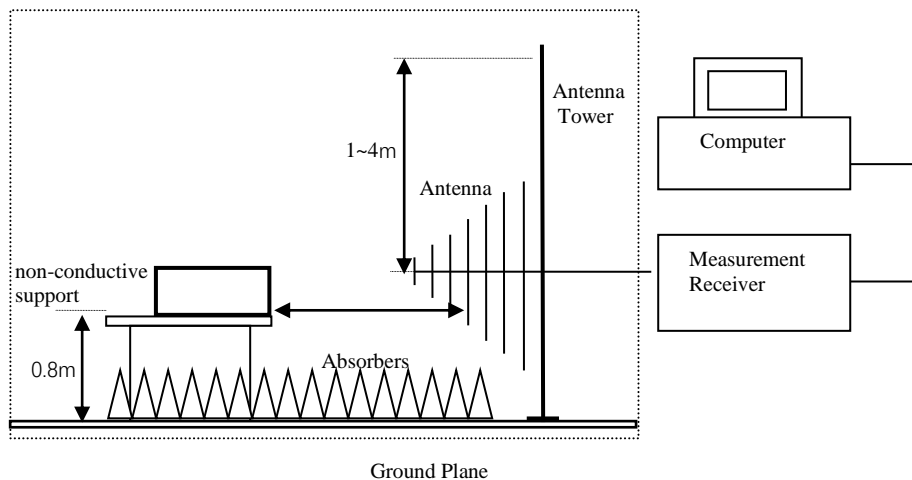 Antenna
Tower
Computer
1~4m
Antenna
non-conductive
support
Measurement
Receiver
0.8m
Absorbers
Ground Plane